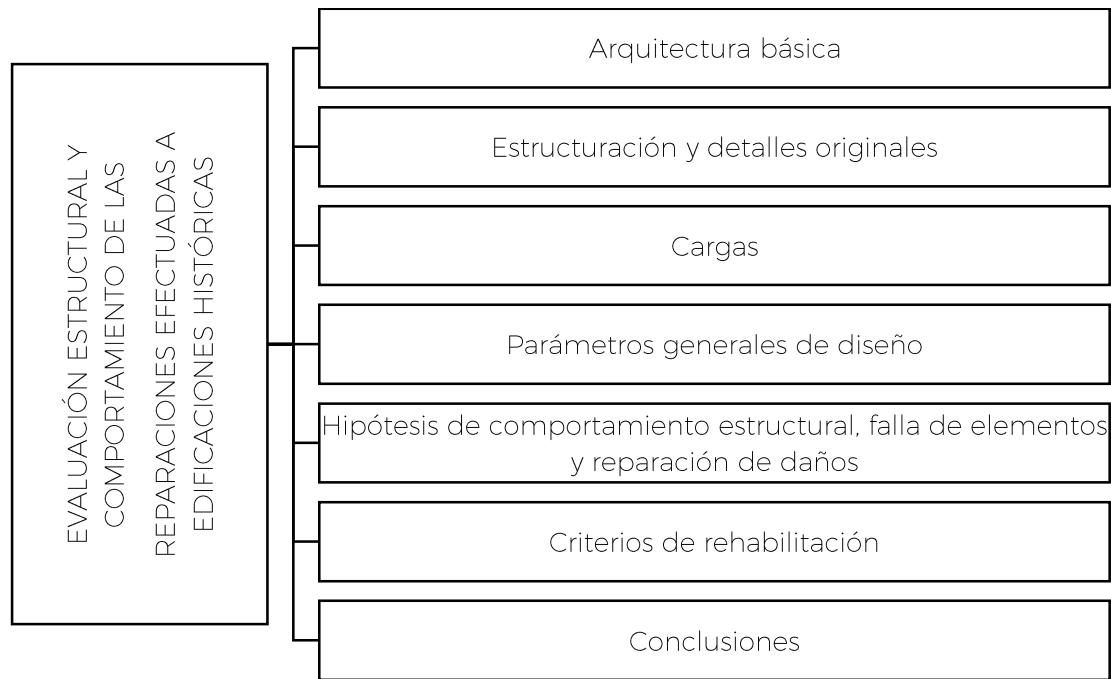 EVALUACIÓN ESTRUCTURAL Y
COMPORTAMIENTO DE LAS
REPARACIONES EFECTUADAS A
EDIFICACIONES HISTÓRICAS
Arquitectura básica
Estructuración y detalles originales
Cargas
Parámetros generales de diseño
Hipótesis de comportamiento estructural, falla de elementos
y reparación de daños
Criterios de rehabilitación
Conclusiones